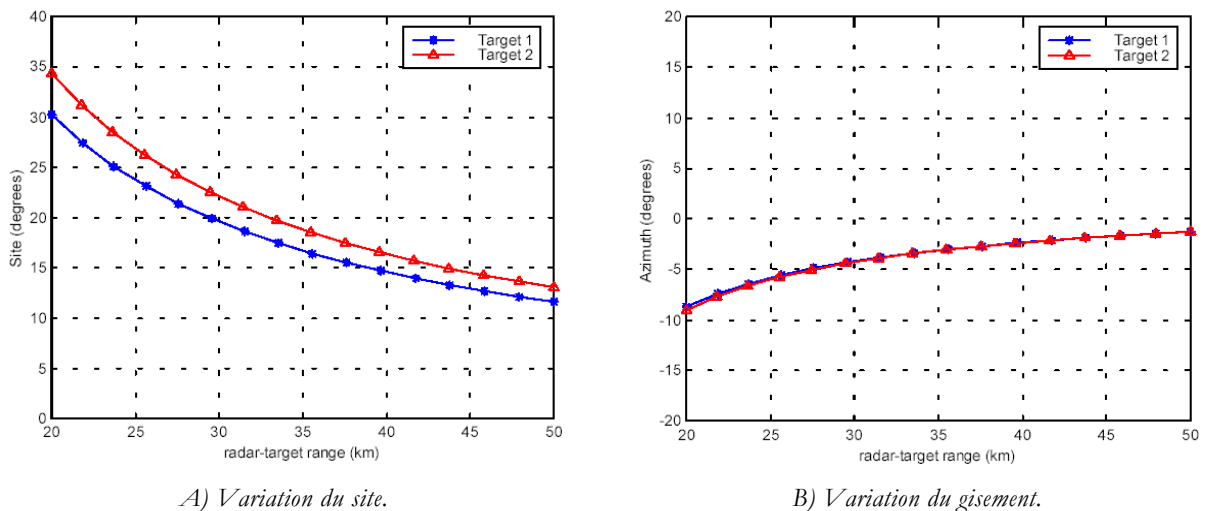 40
35
30
25
20
15
10
5
0
Site (degrees)
Target 1
Target 2
20 25 30 35 40 45 50
radar-target range (km)
A) Variation du site.
20
15
10
5
0
-5
-10
-15
-20
Azimuth (degrees)
Target 1
Target 2
20 25 30 35 40 45 50
radar-target range (km)
B) Variation du gisement.